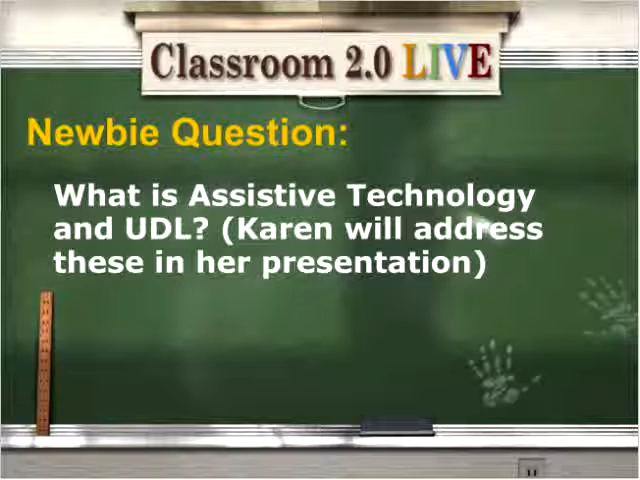 Classroom 2.0 LIVE
Newbie Question:
What is Assistive Technology
and UDL? (Karen will address
these in her presentation)